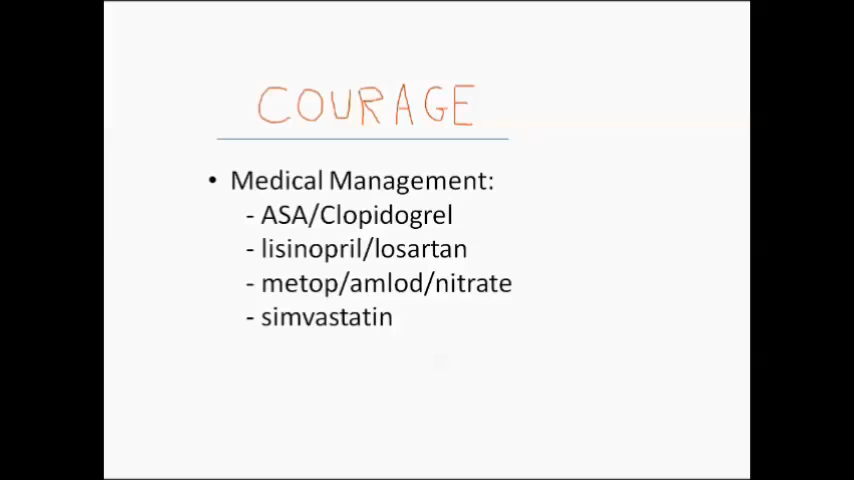 COURAGE
• Medical Management:
- ASA/Clopidogrel
- lisinopril/losartan
- metop/amlod/nitrate
- simvastatin